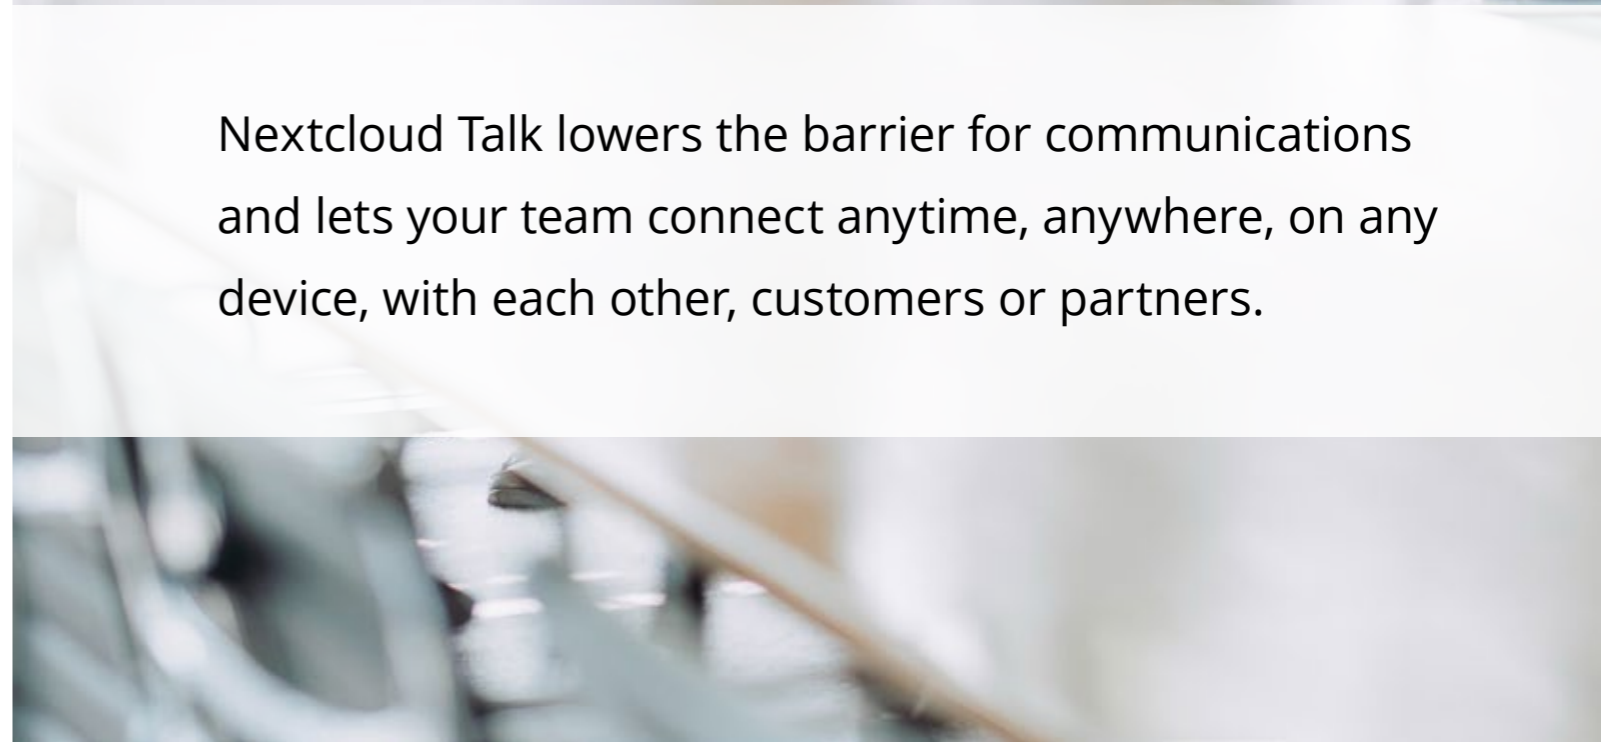 Nextcloud Talk lowers the barrier for communications
and lets your team connect anytime, anywhere, on any
device, with each other, customers or partners.